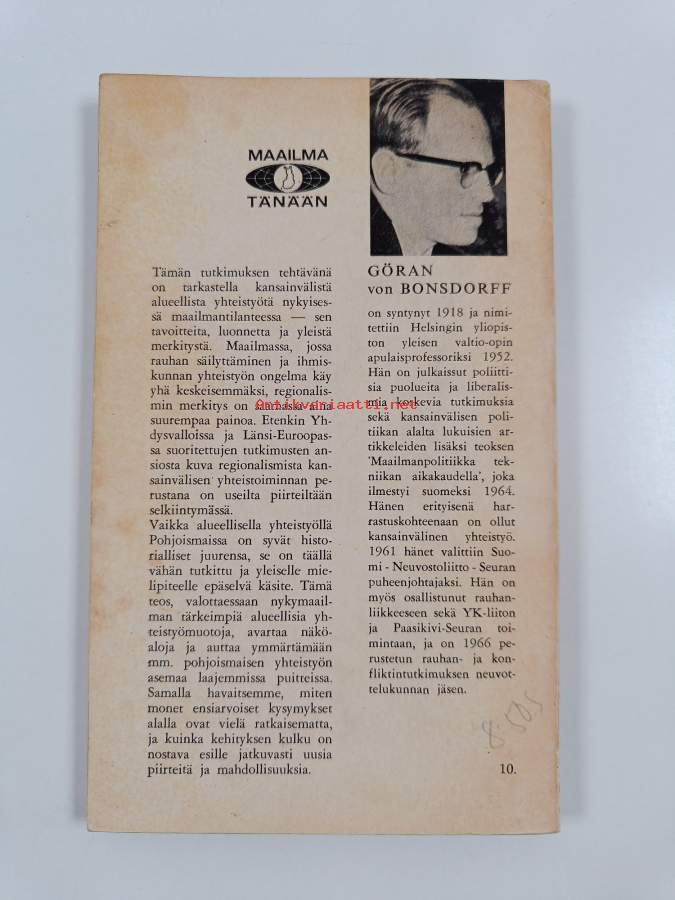 MAAILMA
TÄNÄÄN
Tämän tutkimuksen tehtävänä
on tarkastella kansainvälistä
alueellista yhteistyötä nykyises-
sä maailmantilanteessa — sen
tavoitteita, luonnetta ja yleistä
merkitystä. Maailmassa, jossa
rauhan säilyttäminen ja ihmis-
kunnan yhteistyön ongelma käy
yhä keskeisemmäksi, regionalis-
min merkitys on saamassa aina
suurempaa painoa. Etenkin Yh-
dysvalloissa ja Länsi-Euroopas-
sa suoritettujen tutkimusten an-
siosta kuva regionalismista kan-
sainvälisen yhteistoiminnan pe-
rustana on useilta piirteiltään
selkiintymässä.
Vaikka alueellisella yhteistyöllä
Pohjoismaissa on syvät histo-
rialliset juurensa, se on täällä
vähän tutkittu ja yleiselle mie-
lipiteelle epäselvä käsite. Tämä
teos, valottaessaan nykymaail-
man tärkeimpiä alueellisia yh-
teistyömuotoja, avartaa näkö-
aloja ja auttaa ymmärtämään
mm. pohjoismaisen yhteistyön
asemaa laajemmissa puitteissa.
Samalla havaitsemme, miten
monet ensiarvoiset kysymykset
alalla ovat vielä ratkaisematta,
ja kuinka kehityksen kulku on
nostava esille jatkuvasti uusia
piirteitä ja mahdollisuuksia.
GÖRAN
von BONSDORFF
on syntynyt 1918 ja nimi-
tettiin Helsingin yliopis-
ton yleisen valtio-opin
apulaisprofessoriksi 1952.
Hän on julkaissut poliitti-
sia puolueita ja liberalis-
mia koskevia tutkimuksia
sekä kansainvälisen poli-
tiikan alalta lukuisien ar-
tikkeleiden lisäksi teoksen
'Maailmanpolitiikka tek-
niikan aikakaudella', joka
ilmestyi suomeksi 1964.
Hänen erityisenä har-
rastuskohteenaan on ollut
kansainvälinen yhteistyö.
1961 hänet valittiin Suo-
mi - Neuvostoliitto - Seuran
puheenjohtajaksi. Hän on
myös osallistunut rauhan-
liikkeeseen sekä YK-liiton
ja Paasikivi-Seuran toi-
mintaan, ja on 1966 pe-
rustetun rauhan- ja kon-
fliktintutkimuksen neuvot-
telukunnan jäsen.
10.
Antikvariaatti.net